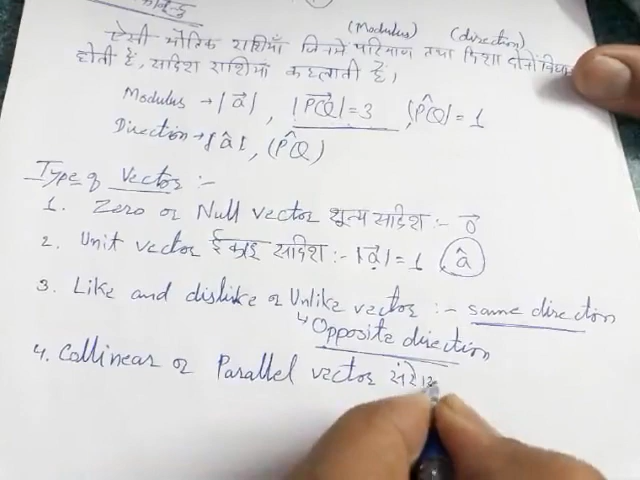 (Modulus) (direction)
ऐसी भौतिक राशियाँ जिनमें परिमाण तथा दिशा दोनों
होती हैं, सदिश राशियाँ कहलाती हैं।
Modulus → |a⃗|, |P⃗Q| = 3, |P̂Q| = 1
Direction → |â|, (P̂Q)
Type of Vector :-
1. Zero or Null vector शून्य सदिश :- 0⃗
2. Unit vector ईकाइ सदिश :- |a⃗| = 1 â
3. Like and dislike or Unlike vector :- same direction
↳ Opposite direction
4. Collinear or Parallel vector संरे